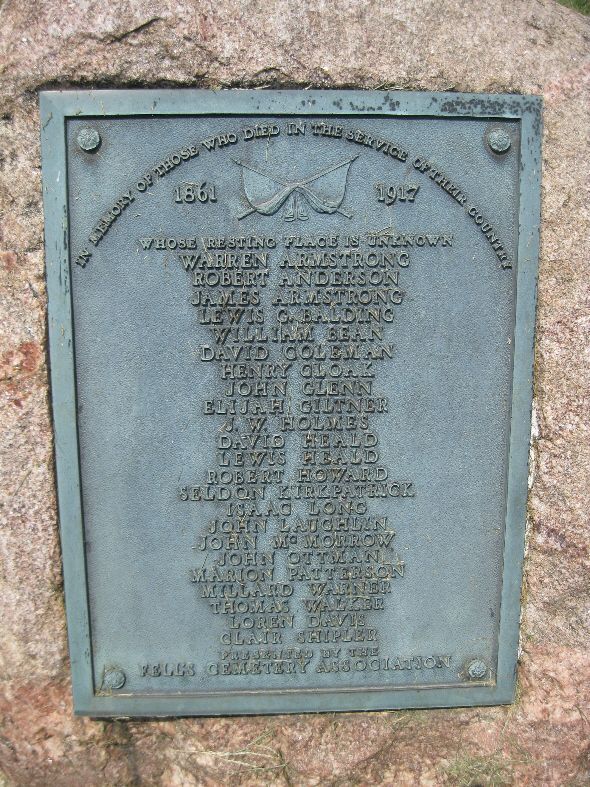 IN MEMORY OF THOSE WHO DIED IN THE SERVICE OF THEIR COUNTRY
1861 1917
WHOSE RESTING PLACE IS UNKNOWN
WARREN ARMSTRONG
ROBERT ANDERSON
JAMES ARMSTRONG
LEWIS G. BALDING
WILLIAM BEAN
DAVID COLEMAN
HENRY CLOAK
JOHN GLENN
ELIJAH GILTNER
J. W. HOLMES
DAVID HEALD
LEWIS HEALD
ROBERT HOWARD
SELDON KIRKPATRICK
ISAAC LONG
JOHN LAUGHLIN
JOHN McMORROW
JOHN OTTMAN
MARION PATTERSON
MILLARD WARNER
THOMAS WALKER
LOREN DAVIS
CLAIR SHIPLER
PRESENTED BY THE
FELL'S CEMETERY ASSOCIATION